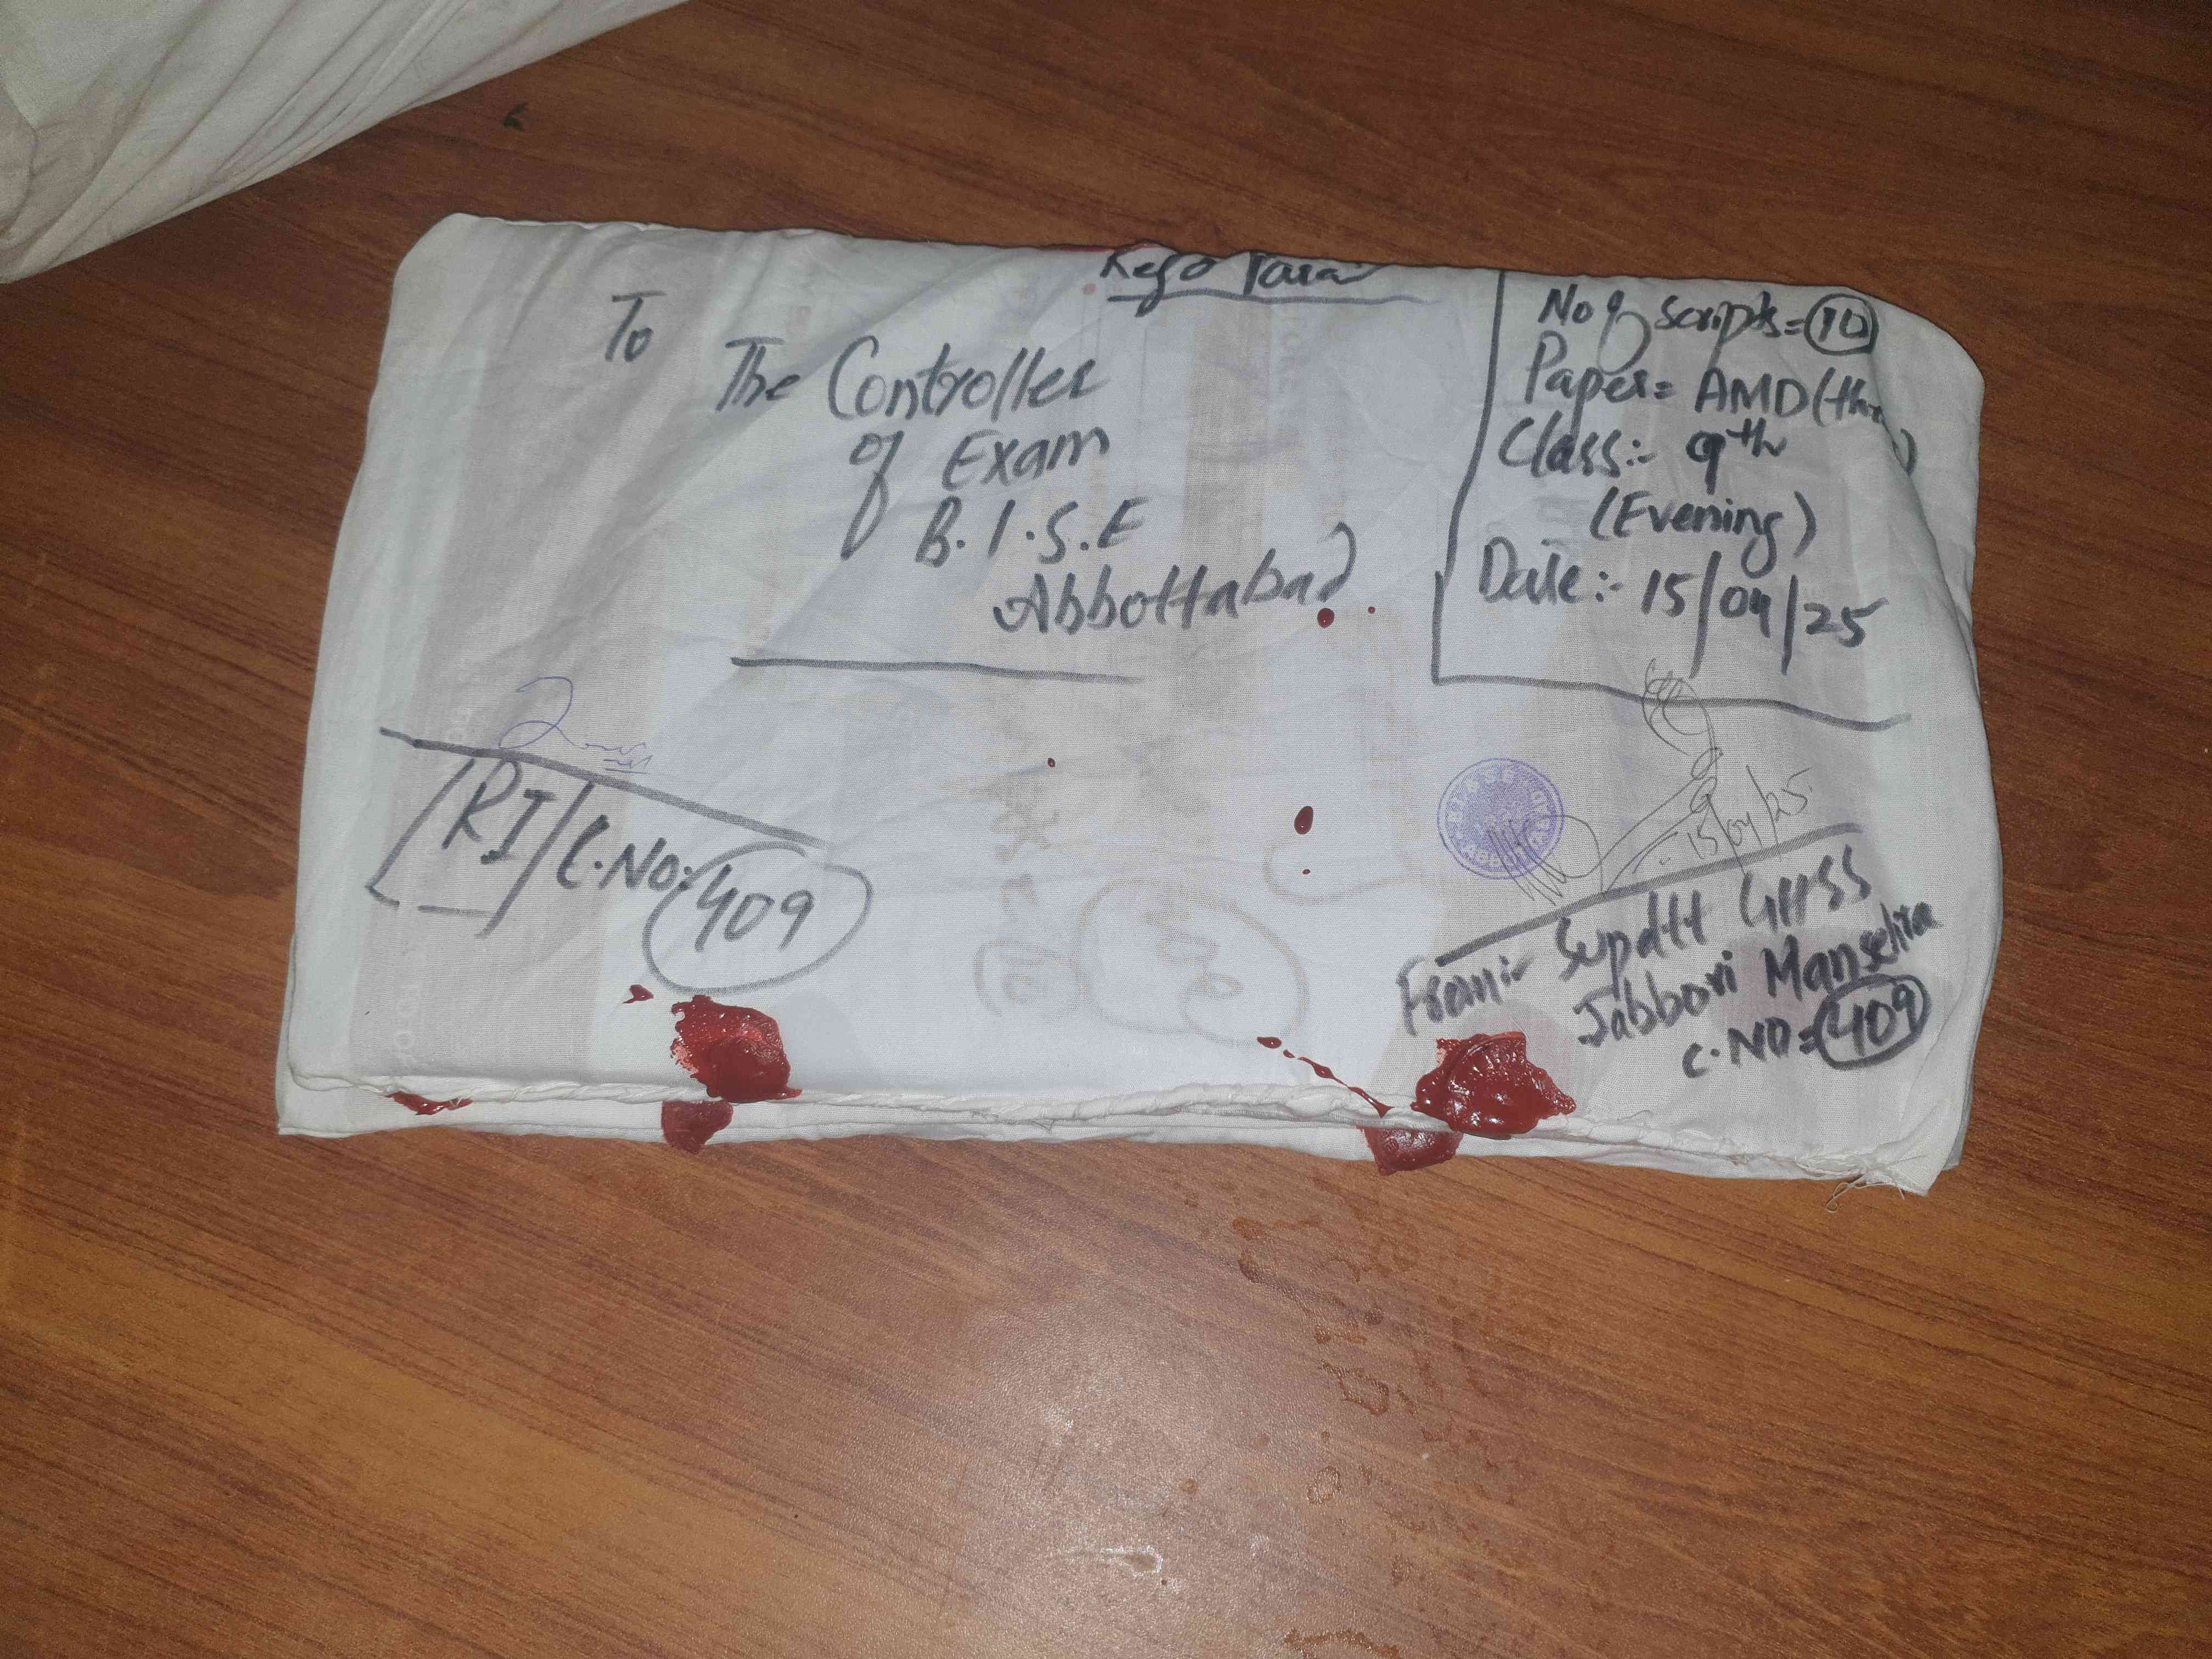 To
The Controller
of Exam
B.I.S.E
Abbottabad
No of scripts = 10
Paper = AMD (
Class:- 9th
(Evening)
Date:- 15/04/25
RI / C.NO: 409
15/04/25
From:- Supdtt GHSS
Jabbori Mansehra
C.NO = 409